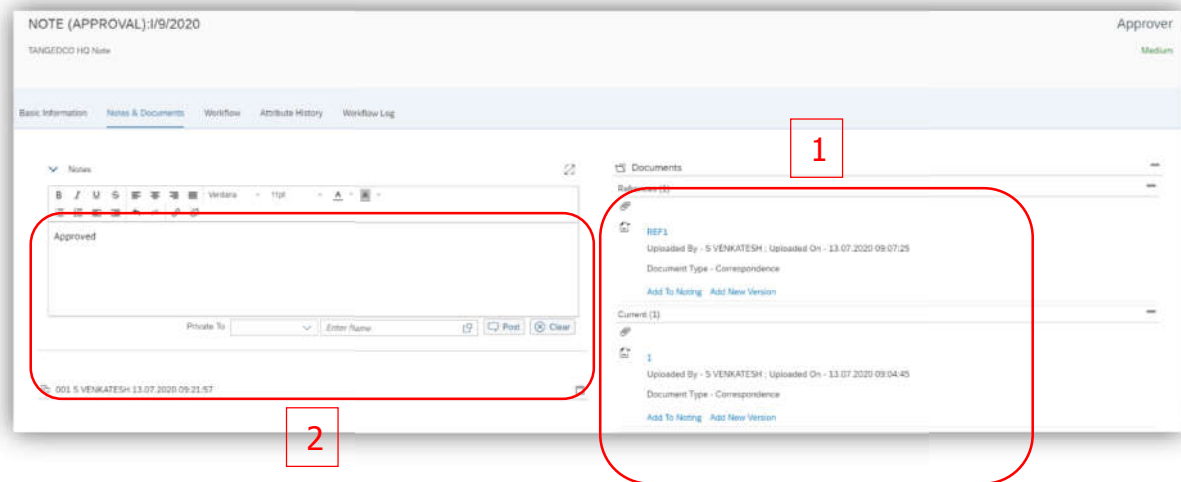 NOTE (APPROVAL):I/9/2020
Approver
TANGEDCO HQ Note
Medium
Basic Information Notes & Documents Workflow Attribute History Workflow Log
1
Notes
Documents
B I U S Verdana 11pt A
References (1)
Approved
REF1
Uploaded By - S VENKATESH ; Uploaded On - 13.07.2020 09:07:25
Document Type - Correspondence
Add To Noting Add New Version
Current (1)
Private To Enter Name Post Clear
1
Uploaded By - S VENKATESH ; Uploaded On - 13.07.2020 09:04:45
001 S VENKATESH 13.07.2020 09:21:57
Document Type - Correspondence
Add To Noting Add New Version
2